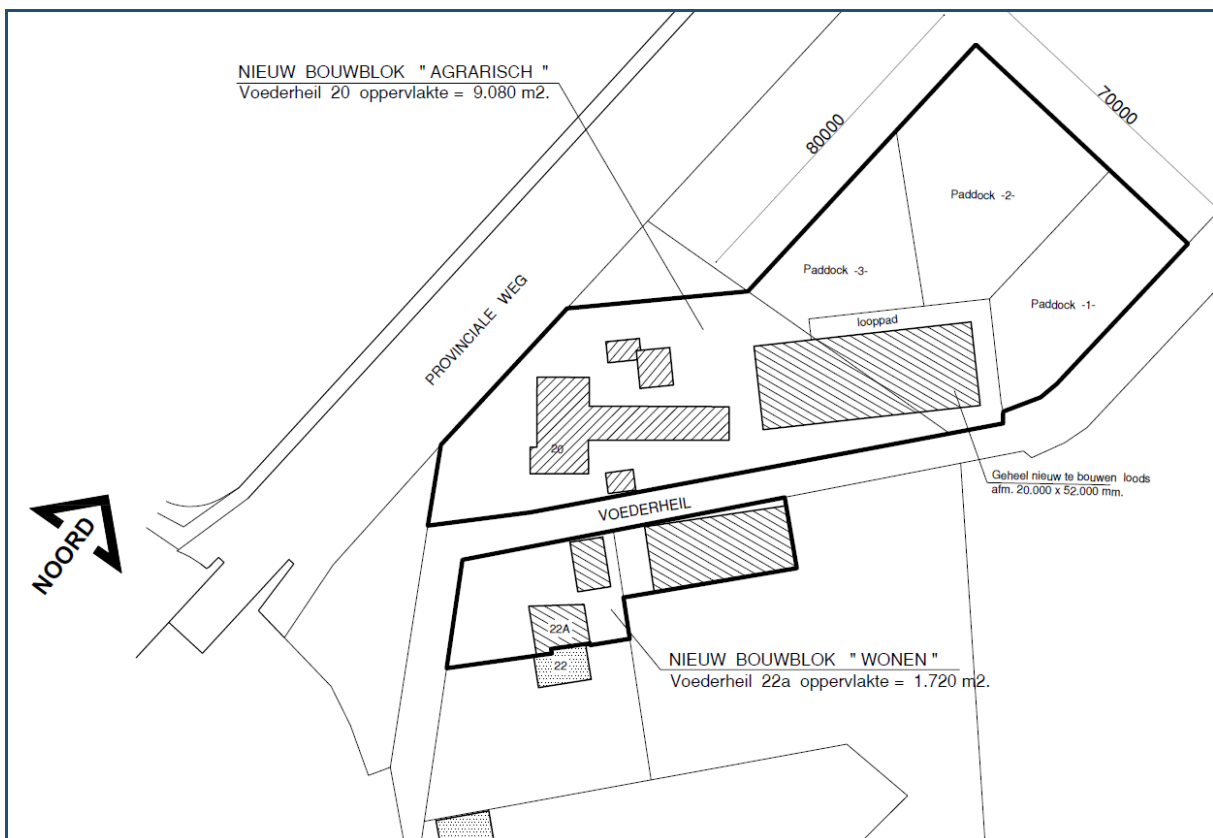 NIEUW BOUWBLOK " AGRARISCH "
Voederheil 20 oppervlakte = 9.080 m2.
80000
70000
Paddock -2-
Paddock -3-
Paddock -1-
looppad
PROVINCIALE WEG
20
Geheel nieuw te bouwen loods
afm. 20.000 x 52.000 mm.
VOEDERHEIL
NOORD
22A
22
NIEUW BOUWBLOK " WONEN "
Voederheil 22a oppervlakte = 1.720 m2.